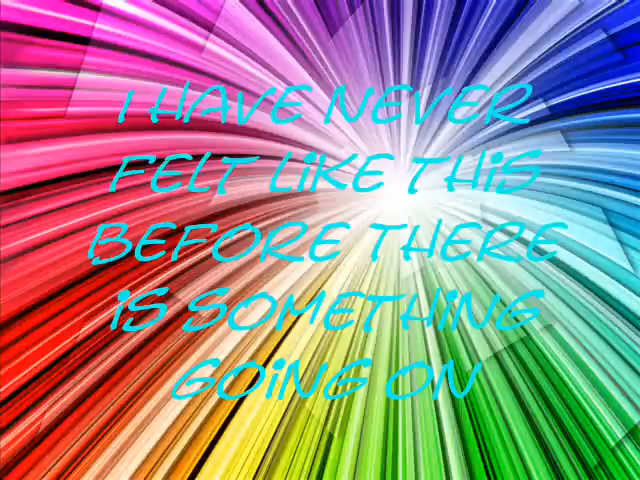 I HAVE NEVER
FELT LiKE THiS
BEFORE THERE
iS SOMETHiNG
GOiNG ON